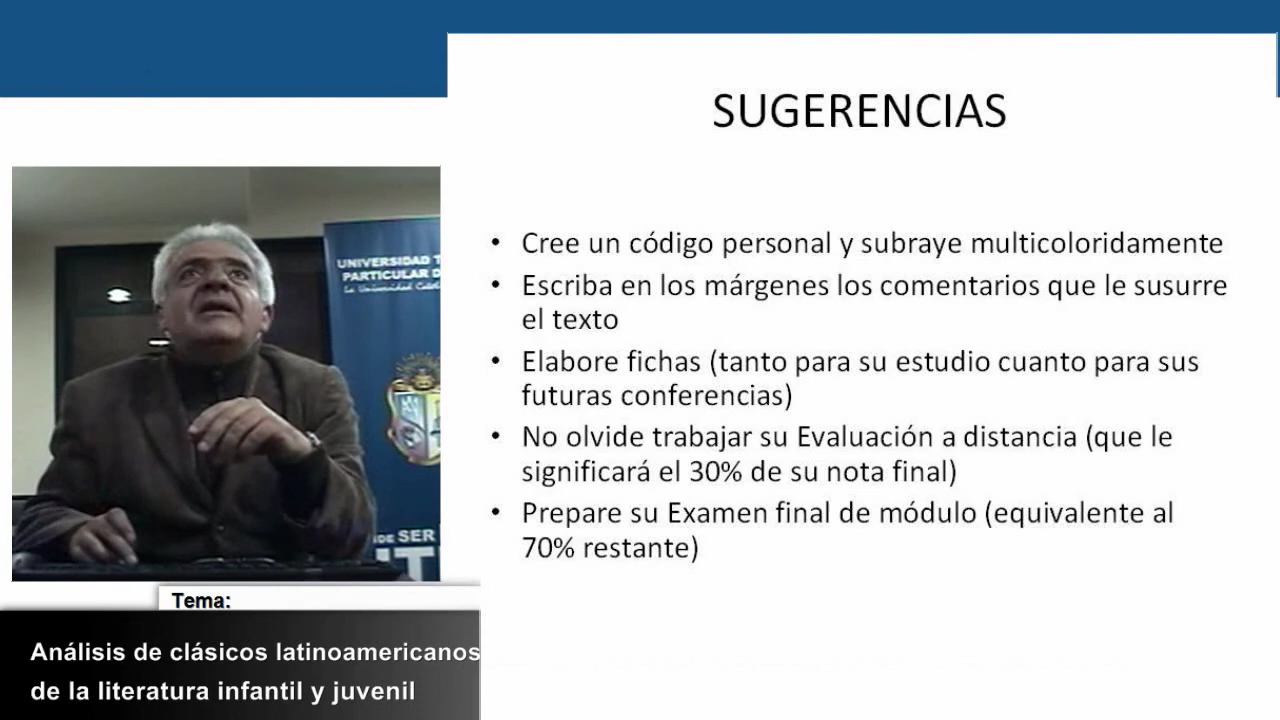 SUGERENCIAS
• Cree un código personal y subraye multicoloridamente
• Escriba en los márgenes los comentarios que le susurre
el texto
• Elabore fichas (tanto para su estudio cuanto para sus
futuras conferencias)
• No olvide trabajar su Evaluación a distancia (que le
significará el 30% de su nota final)
• Prepare su Examen final de módulo (equivalente al
70% restante)
UNIVERSIDAD T
PARTICULAR D
La Universidad Católi
SER
Tema:
Análisis de clásicos latinoamericanos
de la literatura infantil y juvenil